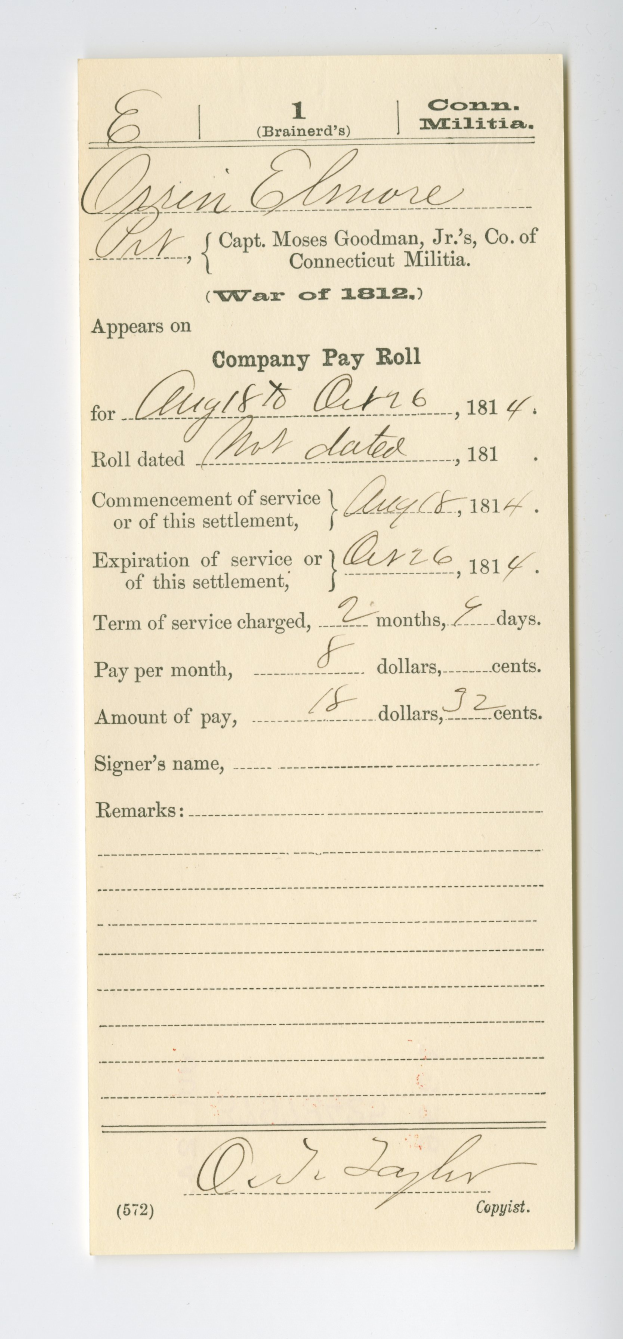 E 1 Conn.
(Brainerd's) Militia.
Orrin Elmore
Pvt, { Capt. Moses Goodman, Jr.'s, Co. of
Connecticut Militia.
(War of 1812.)
Appears on
Company Pay Roll
for Aug 18 to Oct 26, 1814.
Roll dated Not dated, 181 .
Commencement of service
or of this settlement, } Aug 18, 1814.
Expiration of service or
of this settlement, } Oct 26, 1814.
Term of service charged, 2 months, 9 days.
Pay per month, 8 dollars, cents.
Amount of pay, 18 dollars, 32 cents.
Signer's name,
Remarks:
Taylor
(572) Copyist.